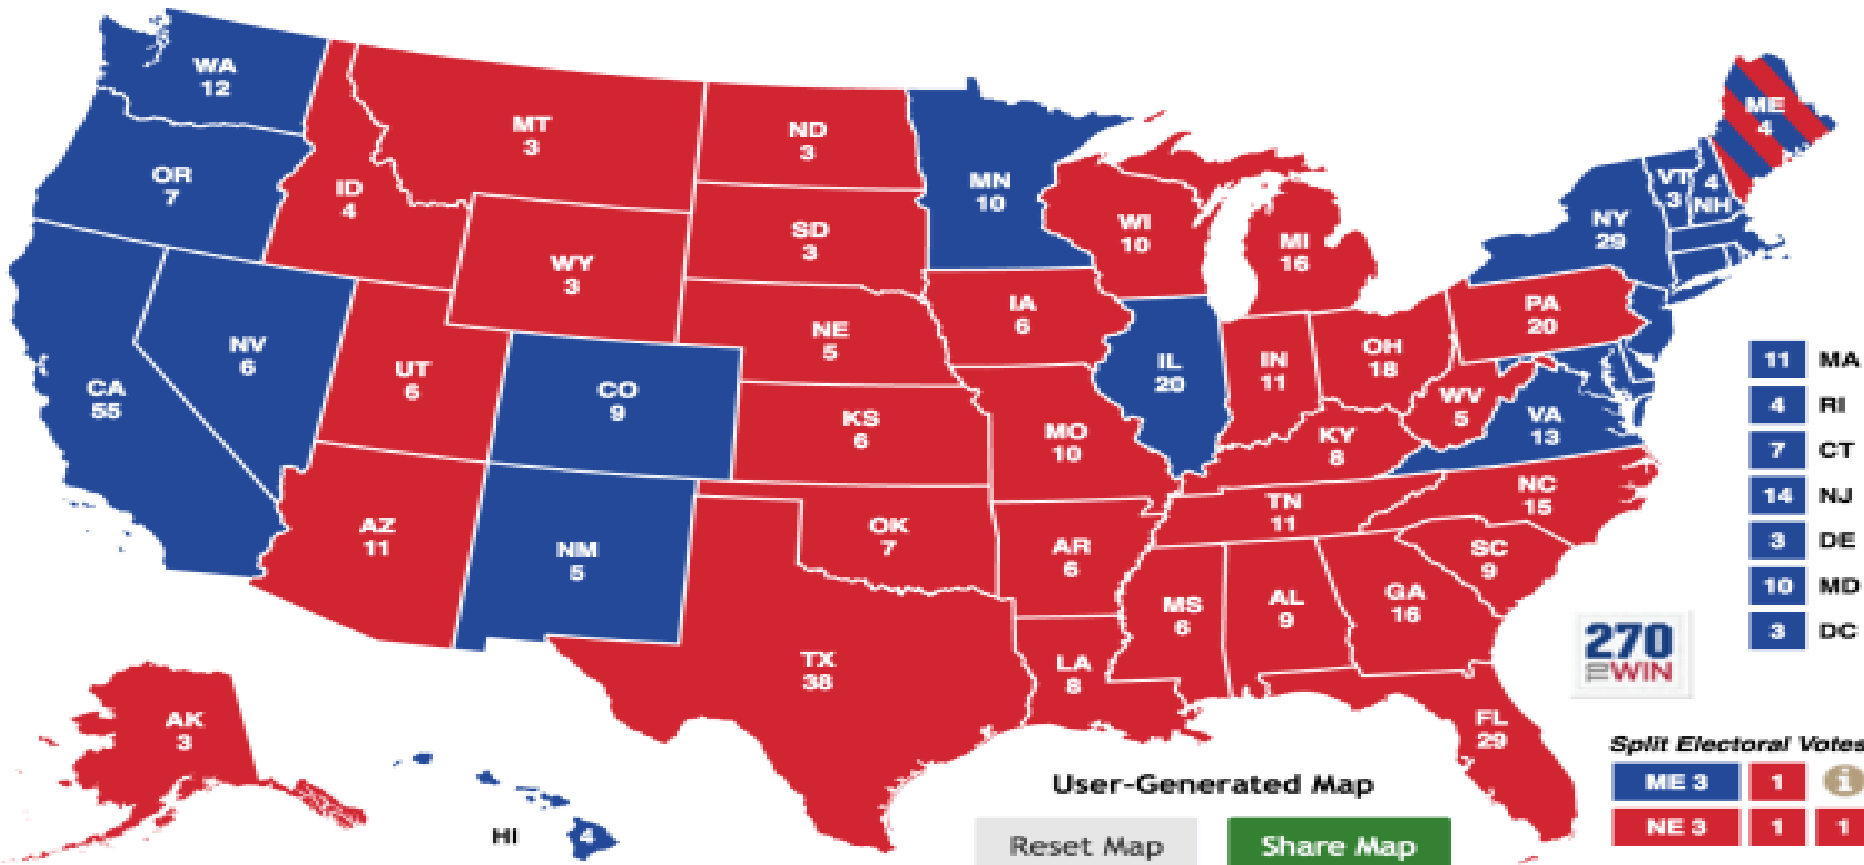 WA
12
OR
7
CA
55
NV
6
ID
4
MT
3
WY
3
UT
6
AZ
11
CO
9
NM
5
ND
3
SD
3
NE
5
KS
6
OK
7
TX
38
MN
10
IA
6
MO
10
AR
6
LA
8
WI
10
IL
20
MI
16
IN
11
OH
18
KY
8
TN
11
MS
6
AL
9
GA
16
FL
29
SC
9
NC
15
VA
13
WV
5
PA
20
NY
29
VT
3
4
NH
ME
4
AK
3
HI
4
11 MA
4 RI
7 CT
14 NJ
3 DE
10 MD
3 DC
270
TO WIN
Split Electoral Votes
ME 3 1 i
NE 3 1 1
User-Generated Map
Reset Map Share Map